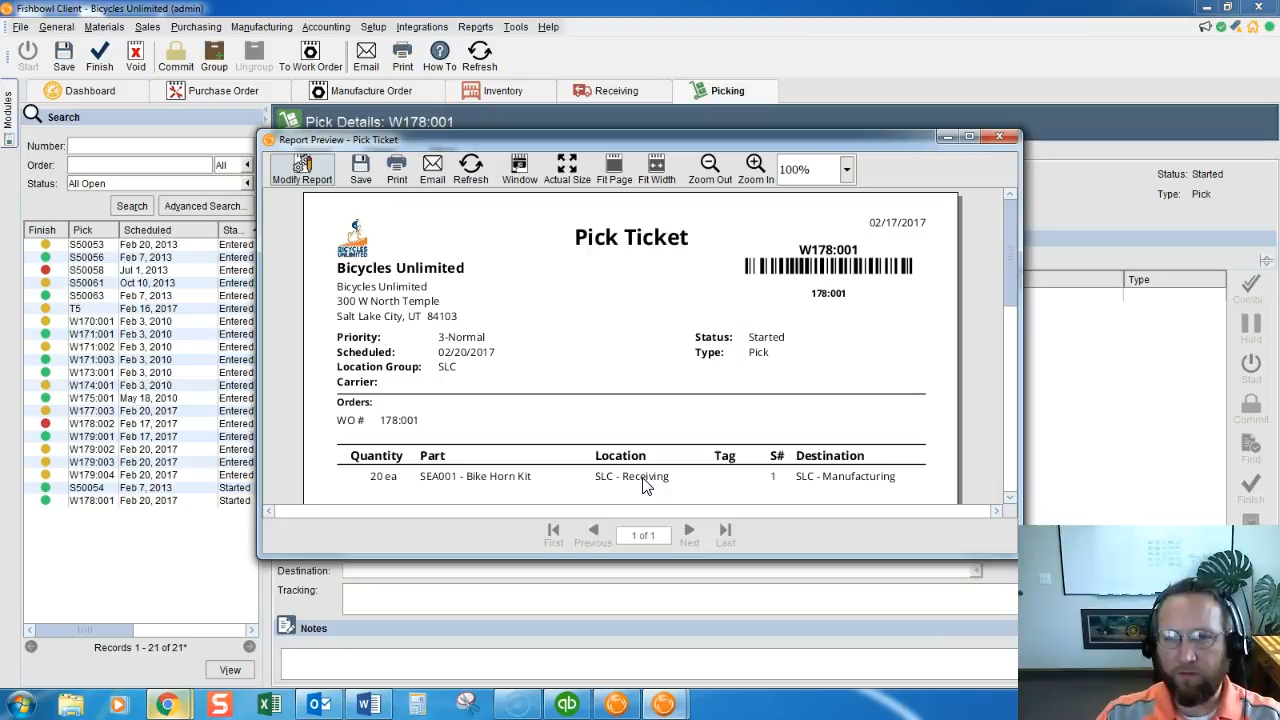 Fishbowl Client - Bicycles Unlimited (admin)
File General Materials Sales Purchasing Manufacturing Accounting Setup Integrations Reports Tools Help
Start Save Finish Void Commit Group Ungroup To Work Order Email Print How To Refresh
Dashboard Purchase Order Manufacture Order Inventory Receiving Picking
Modules
Search
Number:
Order: All
Status: All Open
Search Advanced Search...
Finish Pick Scheduled Sta...
S50053 Feb 20, 2013 Entered
S50056 Feb 7, 2013 Entered
S50058 Jul 1, 2013 Entered
S50061 Oct 10, 2013 Entered
S50063 Feb 7, 2013 Entered
T5 Feb 16, 2017 Entered
W170:001 Feb 3, 2010 Entered
W171:001 Feb 3, 2010 Entered
W171:002 Feb 3, 2010 Entered
W171:003 Feb 3, 2010 Entered
W173:001 Feb 3, 2010 Entered
W174:001 Feb 3, 2010 Entered
W175:001 May 18, 2010 Entered
W177:003 Feb 20, 2017 Entered
W178:002 Feb 17, 2017 Entered
W179:001 Feb 17, 2017 Entered
W179:002 Feb 20, 2017 Entered
W179:003 Feb 20, 2017 Entered
W179:004 Feb 20, 2017 Entered
S50054 Feb 7, 2013 Started
W178:001 Feb 20, 2017 Started
Records 1 - 21 of 21*
View
Pick Details: W178:001
Status: Started
Type: Pick
Type
Combi...
Hold
Start
Commit
Find
Finish
Report Preview - Pick Ticket
Modify Report Save Print Email Refresh Window Actual Size Fit Page Fit Width Zoom Out Zoom In 100%
02/17/2017
Pick Ticket
W178:001
178:001
BICYCLES
UNLIMITED
Bicycles Unlimited
Bicycles Unlimited
300 W North Temple
Salt Lake City, UT 84103
Priority: 3-Normal Status: Started
Scheduled: 02/20/2017 Type: Pick
Location Group: SLC
Carrier:
Orders:
WO # 178:001
Quantity Part Location Tag S# Destination
20 ea SEA001 - Bike Horn Kit SLC - Receiving 1 SLC - Manufacturing
First Previous 1 of 1 Next Last
Destination:
Tracking:
Notes